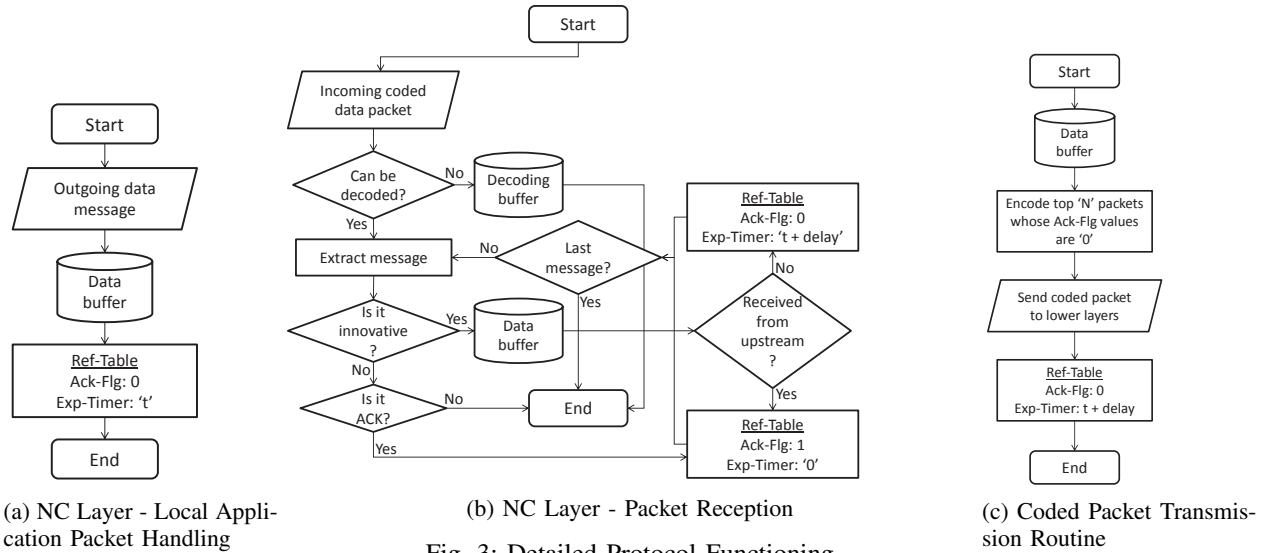 Start
Outgoing data
message
Data
buffer
Ref-Table
Ack-Flg: 0
Exp-Timer: ‘t’
End
(a) NC Layer - Local Appli-
cation Packet Handling
Start
Incoming coded
data packet
Can be
decoded?
No
Decoding
buffer
Yes
Extract message
No
Last
message?
Yes
Is it
innovative
?
Yes
Data
buffer
No
Is it
ACK?
No
End
Yes
Ref-Table
Ack-Flg: 0
Exp-Timer: ‘t + delay’
No
Received
from
upstream
?
Yes
Ref-Table
Ack-Flg: 1
Exp-Timer: ‘0’
(b) NC Layer - Packet Reception
Start
Data
buffer
Encode top ‘N’ packets
whose Ack-Flg values
are ‘0’
Send coded packet
to lower layers
Ref-Table
Ack-Flg: 0
Exp-Timer: t + delay
End
(c) Coded Packet Transmis-
sion Routine
Fig. 3: Detailed Protocol Functioning